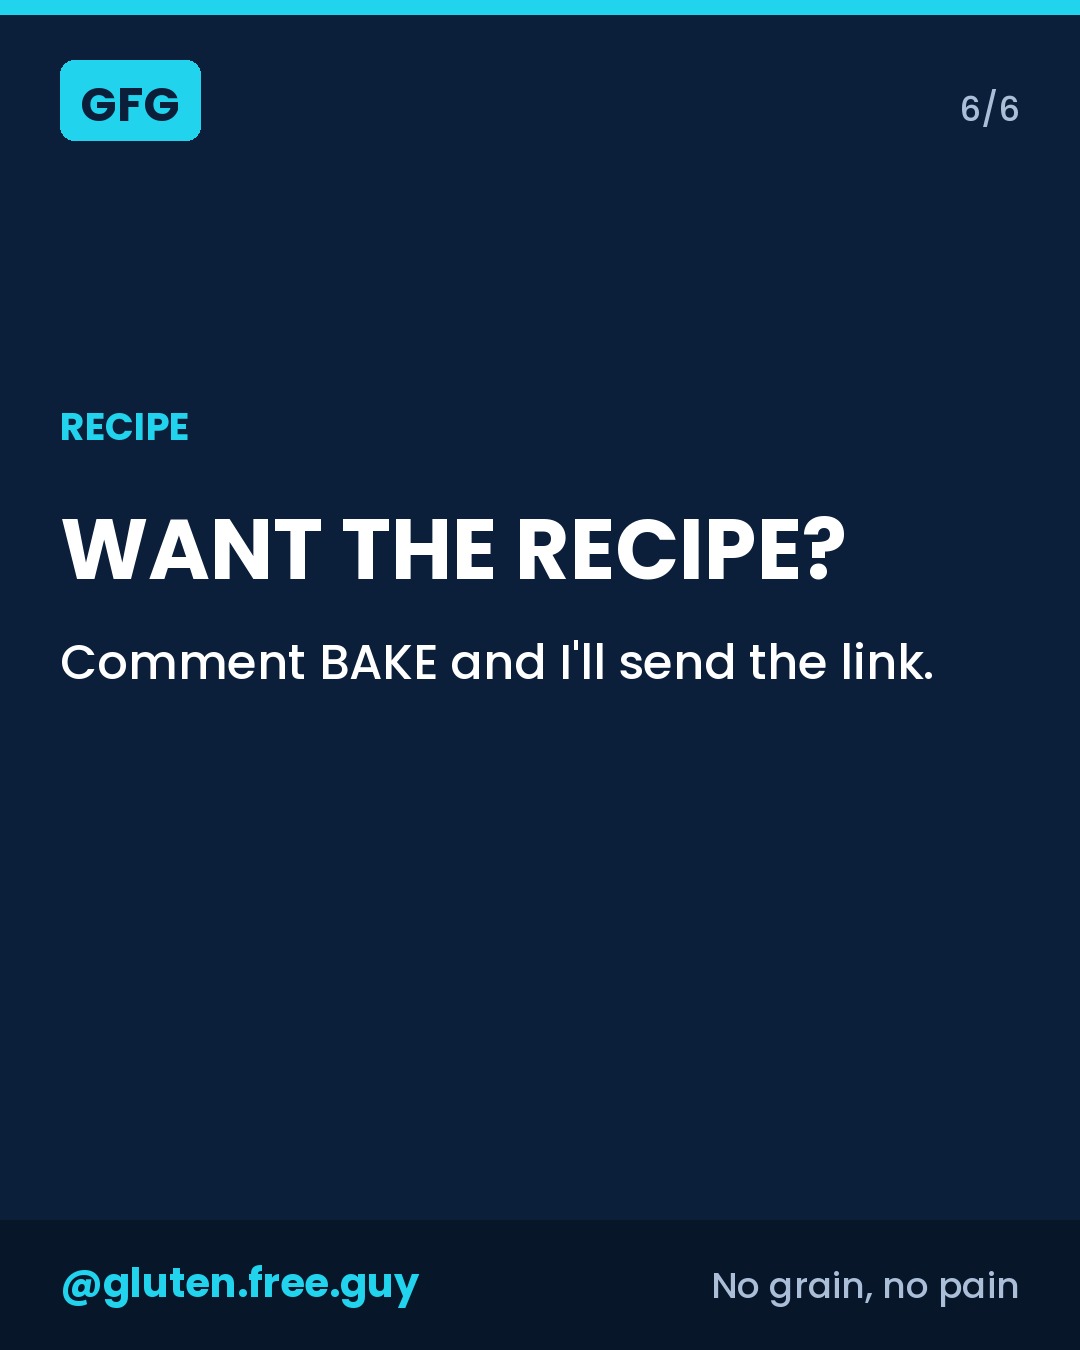 GFG
6/6
RECIPE
WANT THE RECIPE?
Comment BAKE and I'll send the link.
@gluten.free.guy
No grain, no pain